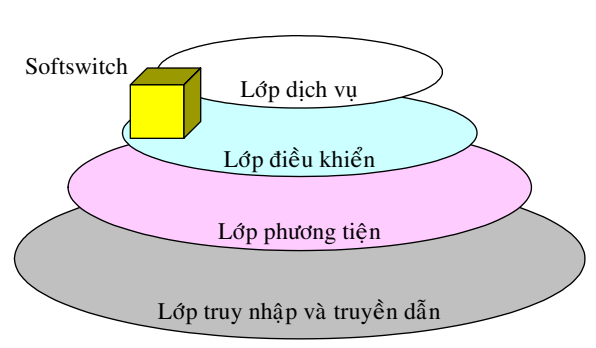 Softswitch
Lớp dịch vụ
Lớp điều khiển
Lớp phương tiện
Lớp truy nhập và truyền dẫn